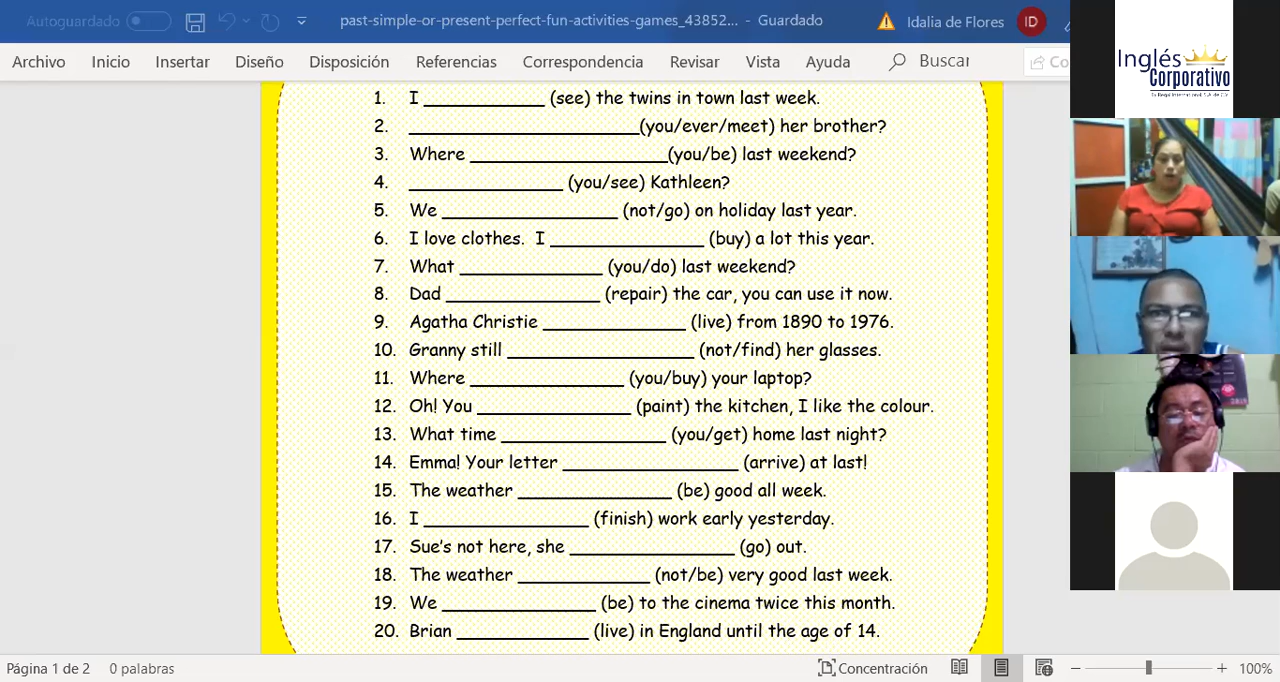 Autoguardado
past-simple-or-present-perfect-fun-activities-games_43852... - Guardado
Idalia de Flores
ID
Archivo Inicio Insertar Diseño Disposición Referencias Correspondencia Revisar Vista Ayuda Buscar Co
Inglés
Corporativo
1. I ____________ (see) the twins in town last week.
2. _______________________(you/ever/meet) her brother?
3. Where ____________________(you/be) last weekend?
4. _______________ (you/see) Kathleen?
5. We _________________ (not/go) on holiday last year.
6. I love clothes. I _______________ (buy) a lot this year.
7. What ______________ (you/do) last weekend?
8. Dad _______________ (repair) the car, you can use it now.
9. Agatha Christie ______________ (live) from 1890 to 1976.
10. Granny still __________________ (not/find) her glasses.
11. Where _______________ (you/buy) your laptop?
12. Oh! You _______________ (paint) the kitchen, I like the colour.
13. What time ________________ (you/get) home last night?
14. Emma! Your letter _________________ (arrive) at last!
15. The weather _______________ (be) good all week.
16. I ________________ (finish) work early yesterday.
17. Sue's not here, she ________________ (go) out.
18. The weather _____________ (not/be) very good last week.
19. We _______________ (be) to the cinema twice this month.
20. Brian _____________ (live) in England until the age of 14.
Página 1 de 2 0 palabras Concentración 100%